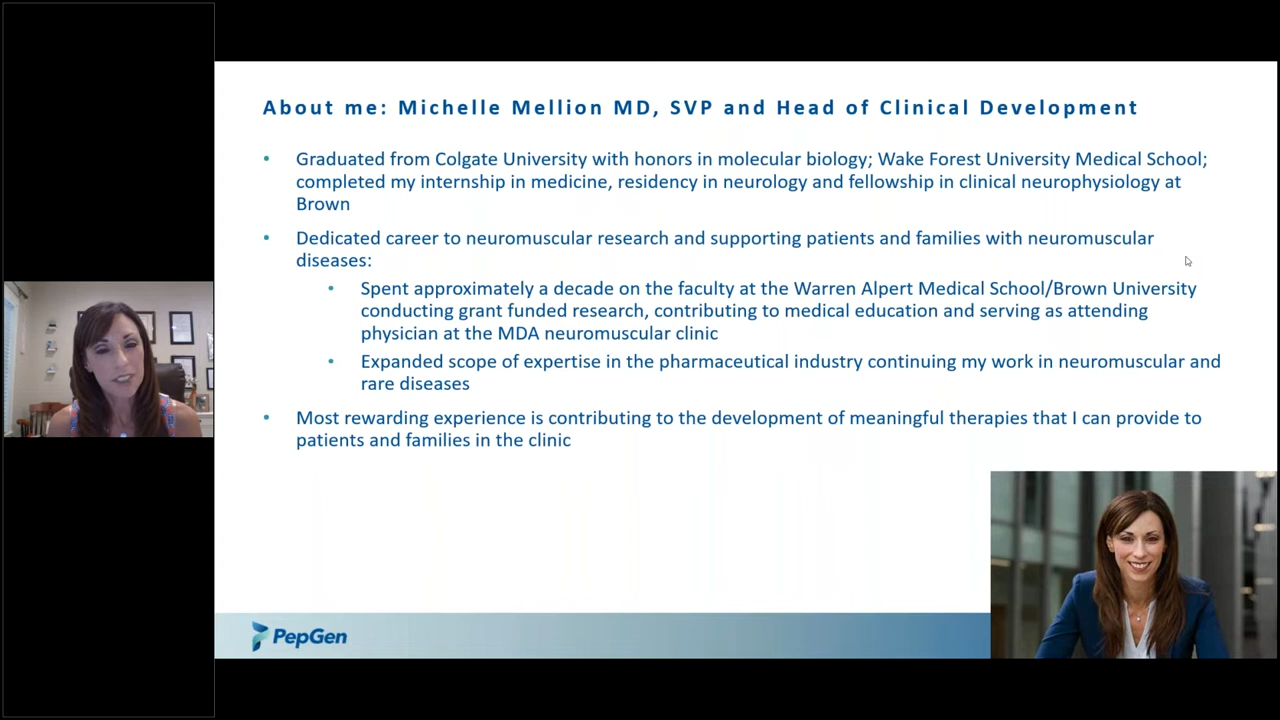 About me: Michelle Mellion MD, SVP and Head of Clinical Development
• Graduated from Colgate University with honors in molecular biology; Wake Forest University Medical School;
completed my internship in medicine, residency in neurology and fellowship in clinical neurophysiology at
Brown
• Dedicated career to neuromuscular research and supporting patients and families with neuromuscular
diseases:
• Spent approximately a decade on the faculty at the Warren Alpert Medical School/Brown University
conducting grant funded research, contributing to medical education and serving as attending
physician at the MDA neuromuscular clinic
• Expanded scope of expertise in the pharmaceutical industry continuing my work in neuromuscular and
rare diseases
• Most rewarding experience is contributing to the development of meaningful therapies that I can provide to
patients and families in the clinic
PepGen